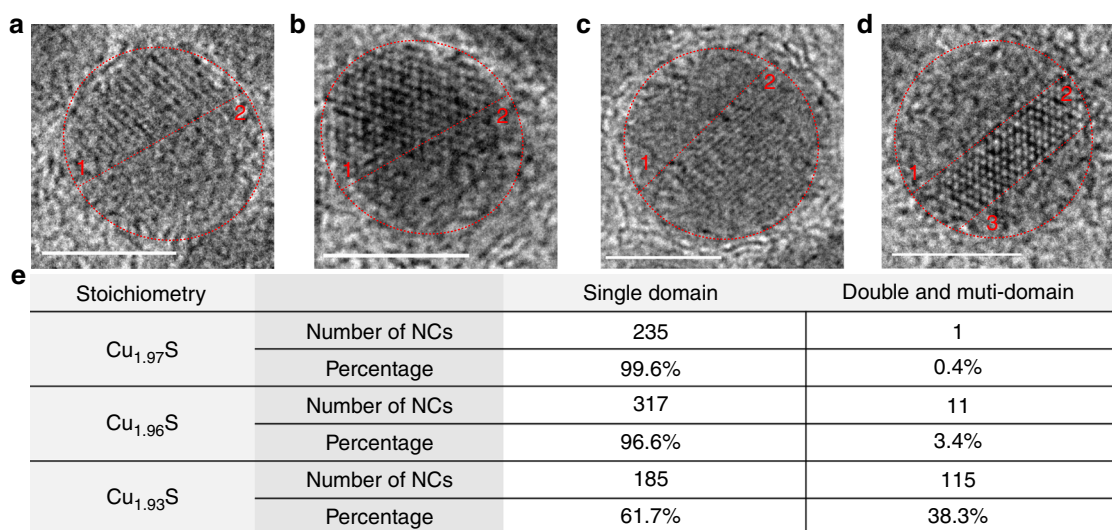 a b c d
1 2
1 2
1 2
1 2 3
e
Stoichiometry Single domain Double and muti-domain
Cu1.97S Number of NCs 235 1
Percentage 99.6% 0.4%
Cu1.96S Number of NCs 317 11
Percentage 96.6% 3.4%
Cu1.93S Number of NCs 185 115
Percentage 61.7% 38.3%